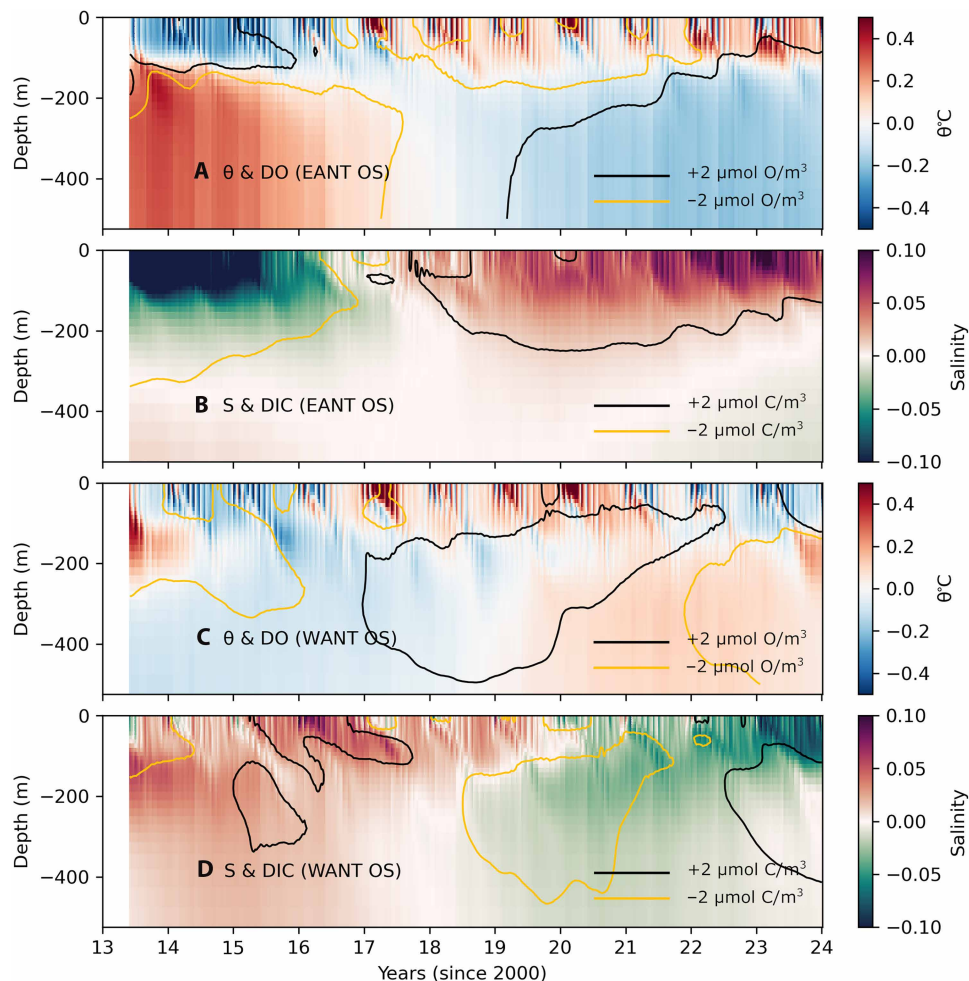 0
−200
−400
Depth (m)
A θ & DO (EANT OS)
+2 µmol O/m³
−2 µmol O/m³
0.4
0.2
0.0
−0.2
−0.4
θ°C
0
−200
−400
Depth (m)
B S & DIC (EANT OS)
+2 µmol C/m³
−2 µmol C/m³
0.10
0.05
0.00
−0.05
−0.10
Salinity
0
−200
−400
Depth (m)
C θ & DO (WANT OS)
+2 µmol O/m³
−2 µmol O/m³
0.4
0.2
0.0
−0.2
−0.4
θ°C
0
−200
−400
Depth (m)
D S & DIC (WANT OS)
+2 µmol C/m³
−2 µmol C/m³
0.10
0.05
0.00
−0.05
−0.10
Salinity
13 14 15 16 17 18 19 20 21 22 23 24
Years (since 2000)